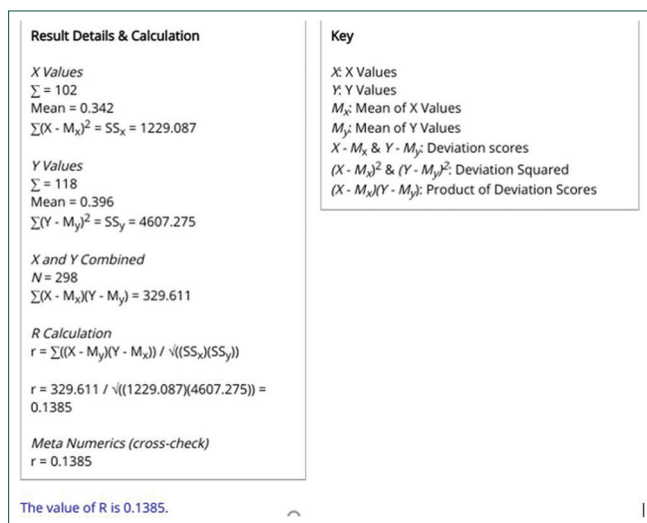 Result Details & Calculation
X Values
∑ = 102
Mean = 0.342
∑(X - Mx)² = SSx = 1229.087
Y Values
∑ = 118
Mean = 0.396
∑(Y - My)² = SSy = 4607.275
X and Y Combined
N = 298
∑(X - Mx)(Y - My) = 329.611
R Calculation
r = ∑((X - My)(Y - Mx)) / √((SSx)(SSy))
r = 329.611 / √((1229.087)(4607.275)) =
0.1385
Meta Numerics (cross-check)
r = 0.1385
Key
X: X Values
Y: Y Values
Mx: Mean of X Values
My: Mean of Y Values
X - Mx & Y - My: Deviation scores
(X - Mx)² & (Y - My)²: Deviation Squared
(X - Mx)(Y - My): Product of Deviation Scores
The value of R is 0.1385.